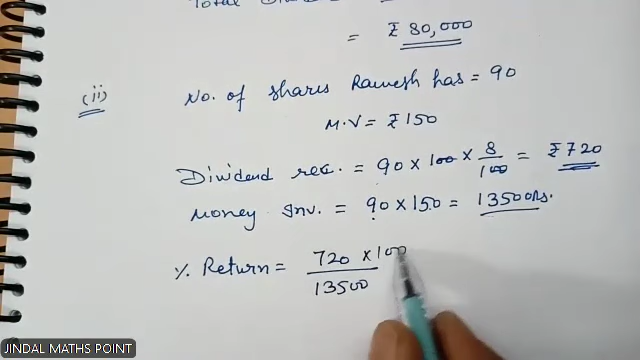 Total
= ₹ 80,000
(ii) No. of shares Ramesh has = 90
M.V = ₹ 150
Dividend rec. = 90 × 100 × 8/100 = ₹ 720
Money Inv. = 90 × 150 = 13500 Rs.
% Return = 720 × 100 / 13500
JINDAL MATHS POINT